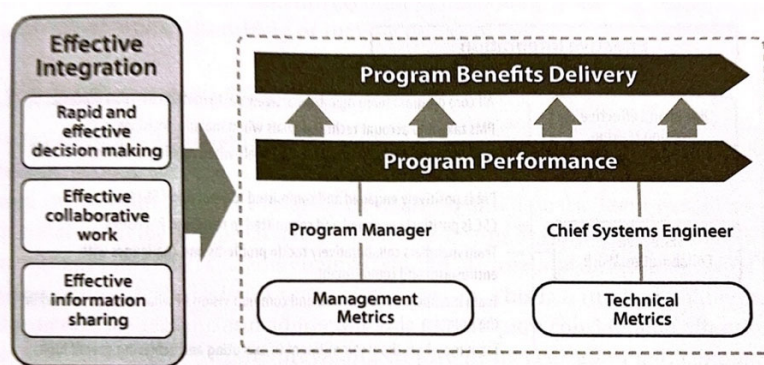 Effective
Integration
Rapid and
effective
decision making
Effective
collaborative
work
Effective
information
sharing
Program Benefits Delivery
Program Performance
Program Manager
Chief Systems Engineer
Management
Metrics
Technical
Metrics